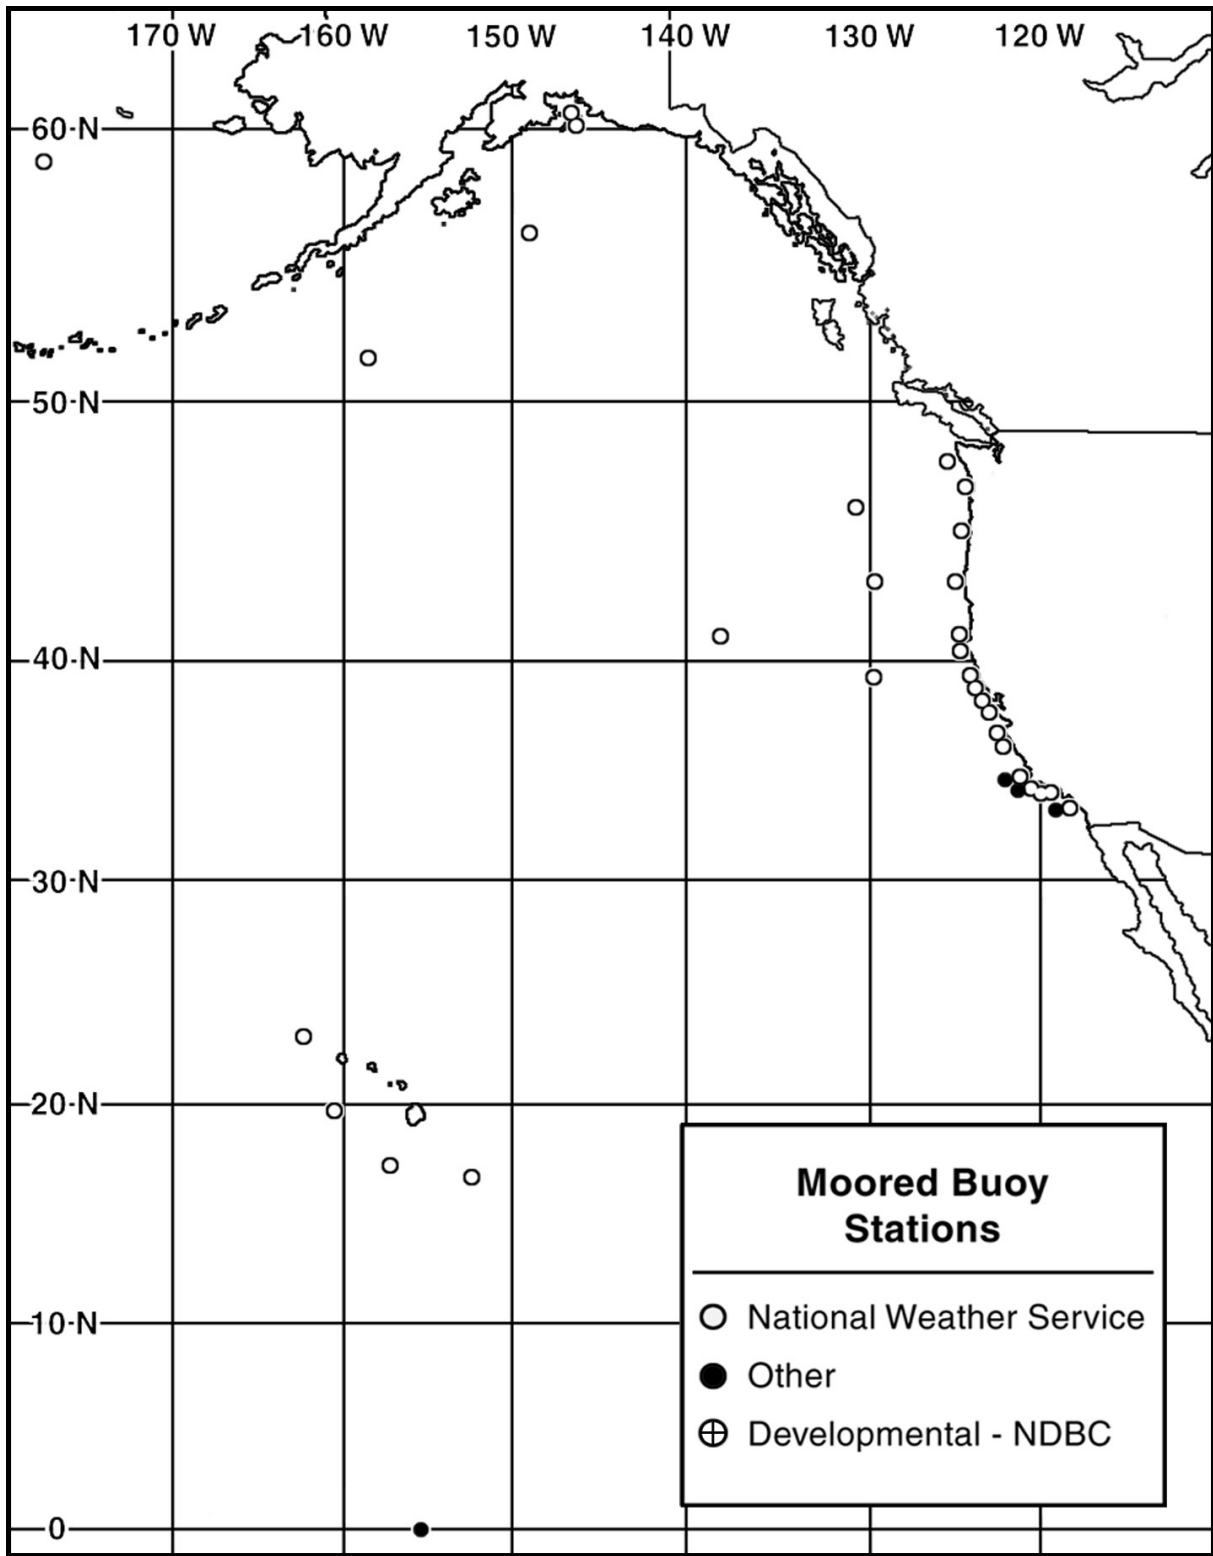 170 W 160 W 150 W 140 W 130 W 120 W
60·N
50·N
40·N
30·N
20·N
Moored Buoy
Stations
National Weather Service
10·N
Other
Developmental - NDBC
0